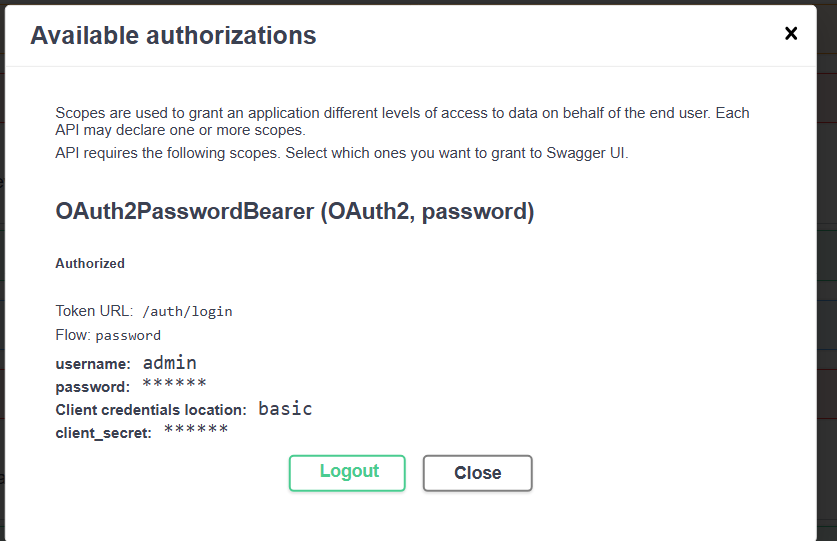 Available authorizations
Scopes are used to grant an application different levels of access to data on behalf of the end user. Each
API may declare one or more scopes.
API requires the following scopes. Select which ones you want to grant to Swagger UI.
OAuth2PasswordBearer (OAuth2, password)
Authorized
Token URL: /auth/login
Flow: password
username: admin
password: ******
Client credentials location: basic
client_secret: ******
Logout Close